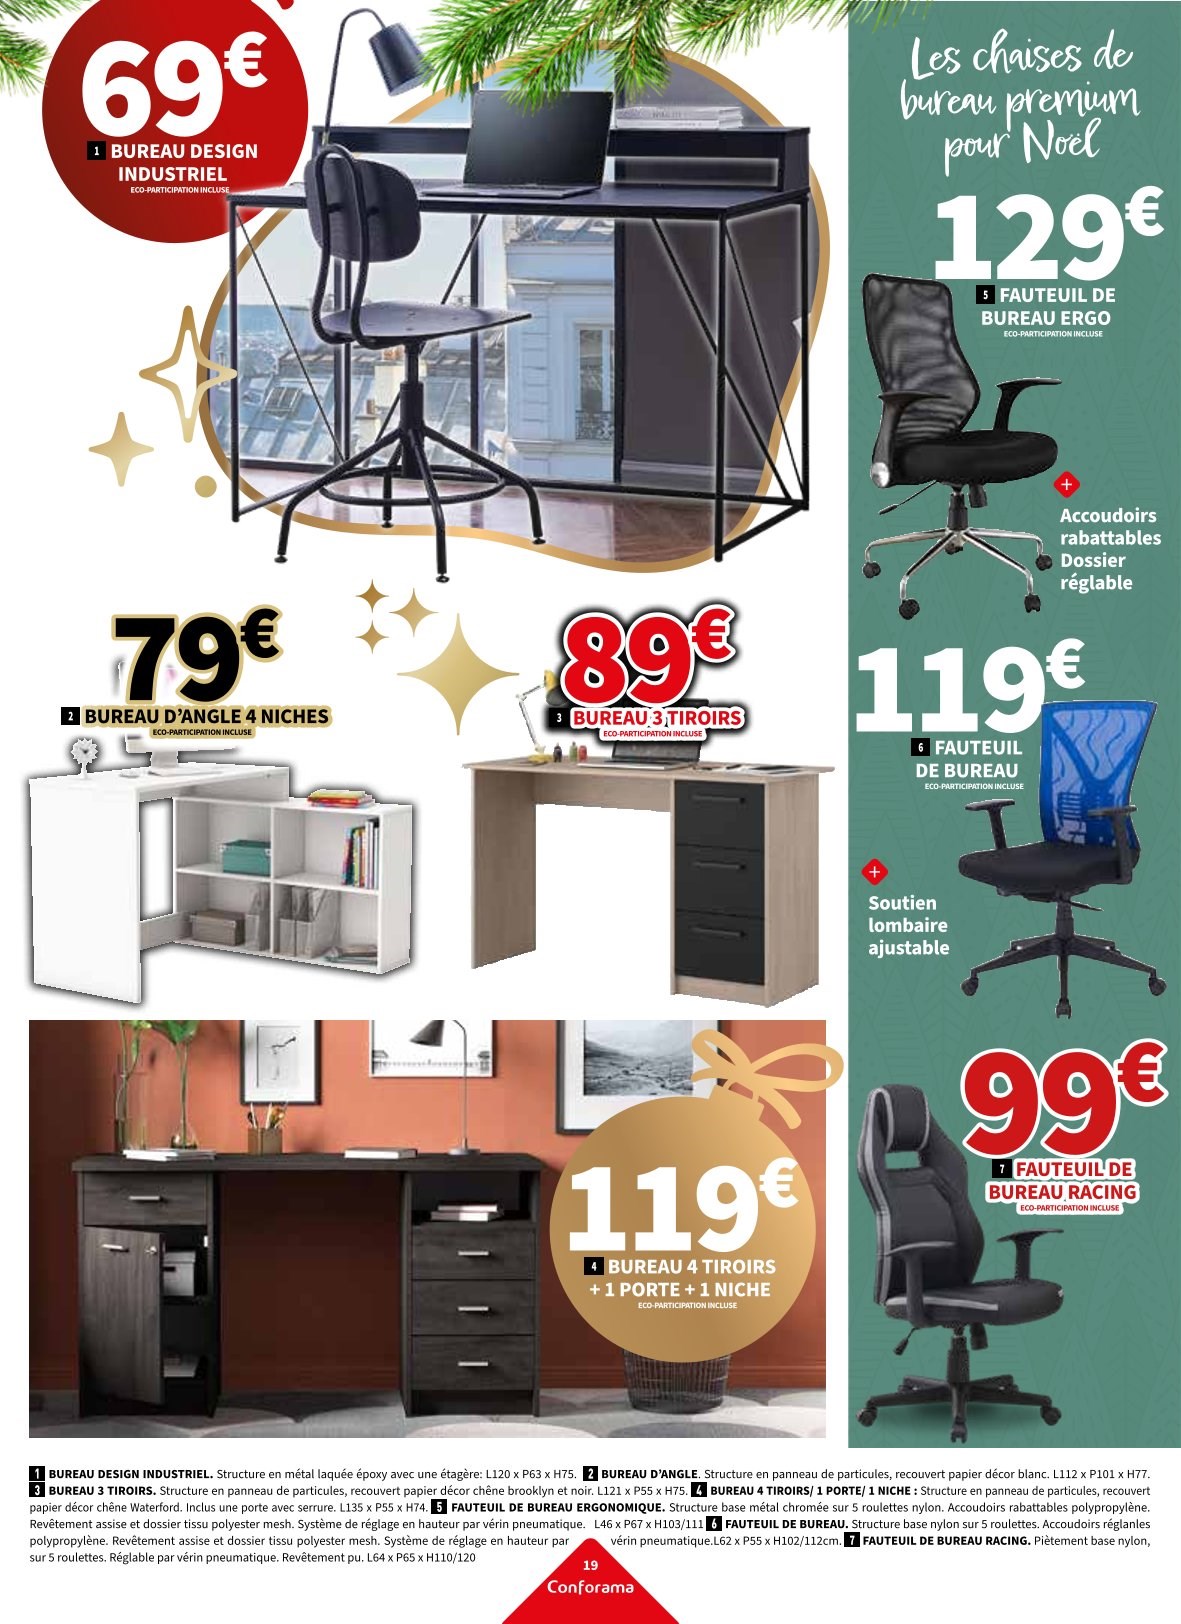 69€
1 BUREAU DESIGN
INDUSTRIEL
ECO-PARTICIPATION INCLUSE
Les chaises de
bureau premium
pour Noël
129€
5 FAUTEUIL DE
BUREAU ERGO
ECO-PARTICIPATION INCLUSE
+
Accoudoirs
rabattables
Dossier
réglable
79€
2 BUREAU D'ANGLE 4 NICHES
ECO-PARTICIPATION INCLUSE
89€
3 BUREAU 3 TIROIRS
ECO-PARTICIPATION INCLUSE
119€
6 FAUTEUIL
DE BUREAU
ECO-PARTICIPATION INCLUSE
+
Soutien
lombaire
ajustable
119€
4 BUREAU 4 TIROIRS
+ 1 PORTE + 1 NICHE
ECO-PARTICIPATION INCLUSE
99€
7 FAUTEUIL DE
BUREAU RACING
ECO-PARTICIPATION INCLUSE
1 BUREAU DESIGN INDUSTRIEL. Structure en métal laquée époxy avec une étagère: L120 x P63 x H75. 2 BUREAU D'ANGLE. Structure en panneau de particules, recouvert papier décor blanc. L112 x P101 x H77.
3 BUREAU 3 TIROIRS. Structure en panneau de particules, recouvert papier décor chêne brooklyn et noir. L121 x P55 x H75. 4 BUREAU 4 TIROIRS/ 1 PORTE/ 1 NICHE : Structure en panneau de particules, recouvert
papier décor chêne Waterford. Inclus une porte avec serrure. L135 x P55 x H74. 5 FAUTEUIL DE BUREAU ERGONOMIQUE. Structure base métal chromée sur 5 roulettes nylon. Accoudoirs rabattables polypropylène.
Revêtement assise et dossier tissu polyester mesh. Système de réglage en hauteur par vérin pneumatique. L46 x P67 x H103/111 6 FAUTEUIL DE BUREAU. Structure base nylon sur 5 roulettes. Accoudoirs réglanles
polypropylène. Revêtement assise et dossier tissu polyester mesh. Système de réglage en hauteur par vérin pneumatique.L62 x P55 x H102/112cm. 7 FAUTEUIL DE BUREAU RACING. Piètement base nylon,
sur 5 roulettes. Réglable par vérin pneumatique. Revêtement pu. L64 x P65 x H110/120
19
Conforama